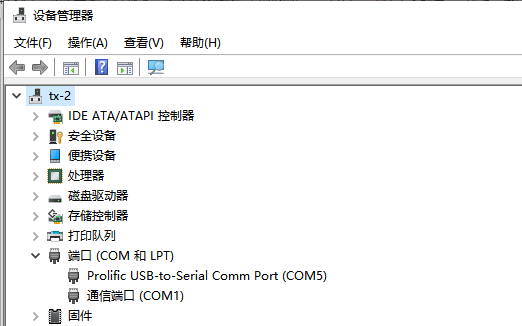 设备管理器
文件(F) 操作(A) 查看(V) 帮助(H)
tx-2
IDE ATA/ATAPI 控制器
安全设备
便携设备
处理器
磁盘驱动器
存储控制器
打印队列
端口 (COM 和 LPT)
Prolific USB-to-Serial Comm Port (COM5)
通信端口 (COM1)
固件